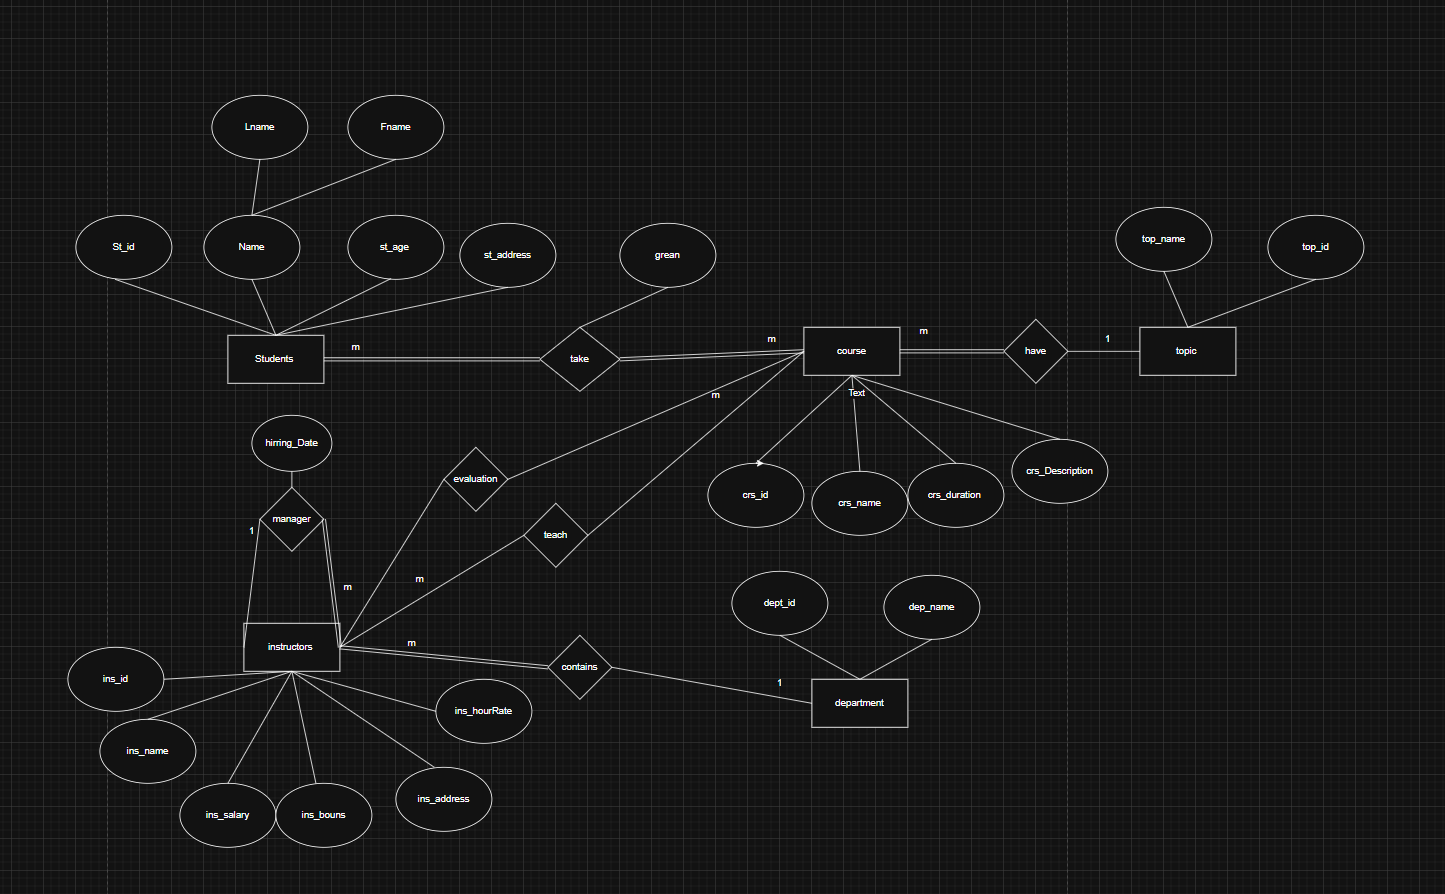 Lname
Fname
St_id
Name
st_age
st_address
grean
top_name
top_id
Students
m
take
m
course
m
have
1
topic
Text
m
hirring_Date
evaluation
crs_id
crs_name
crs_duration
crs_Description
manager
1
teach
m
m
dept_id
dep_name
instructors
m
contains
1
department
ins_id
ins_name
ins_hourRate
ins_salary
ins_bouns
ins_address